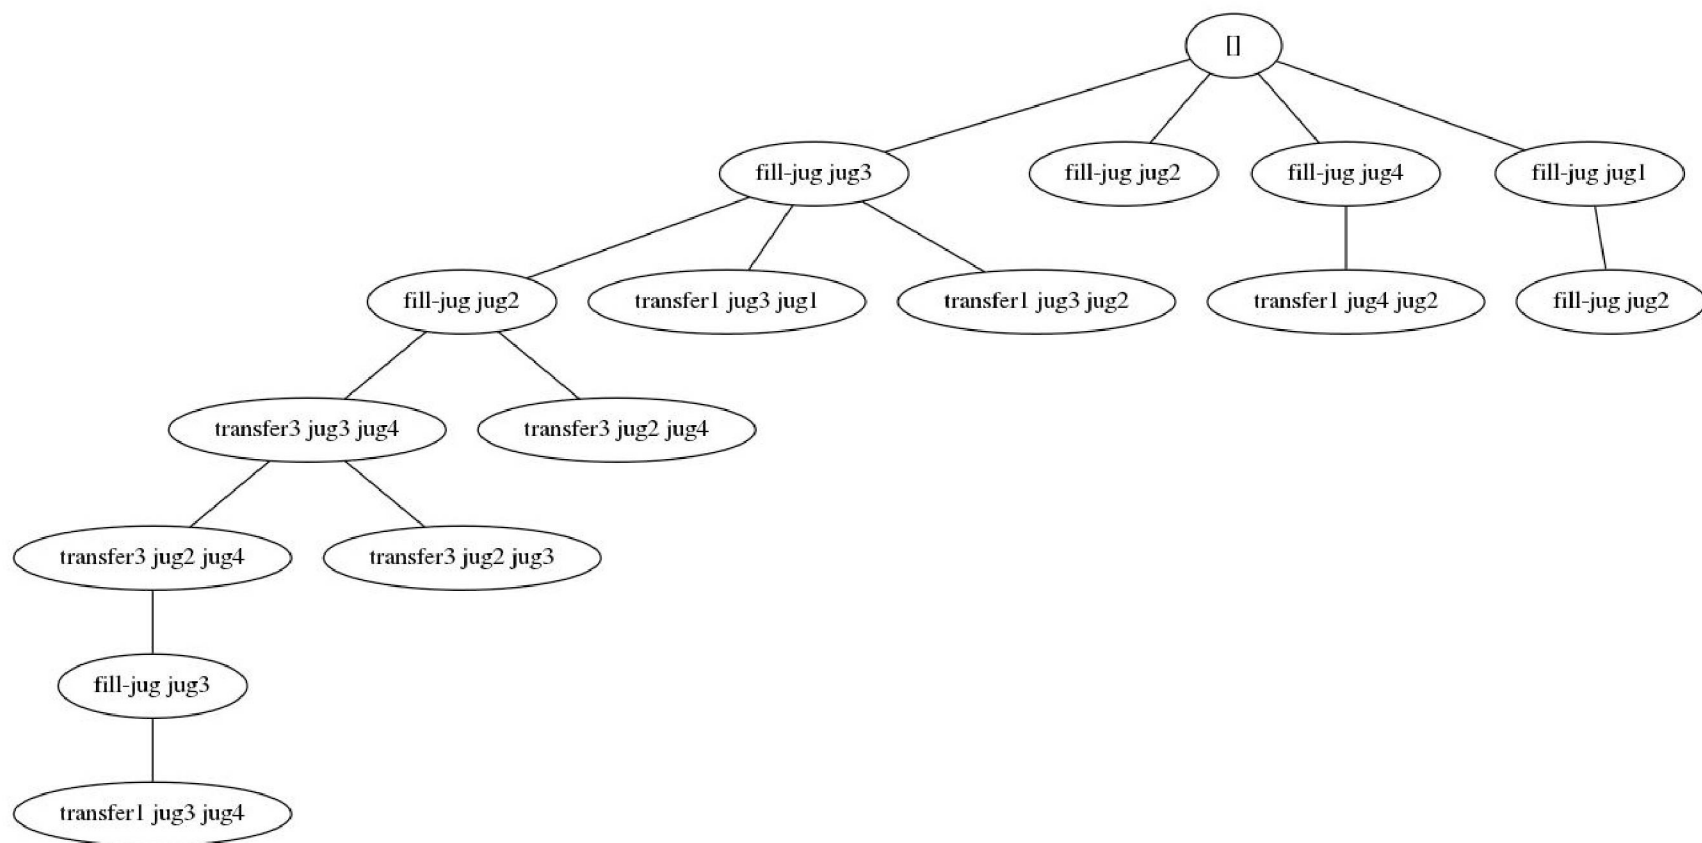 []
fill-jug jug3
fill-jug jug2
fill-jug jug4
fill-jug jug1
fill-jug jug2
transfer1 jug3 jug1
transfer1 jug3 jug2
transfer1 jug4 jug2
fill-jug jug2
transfer3 jug3 jug4
transfer3 jug2 jug4
transfer3 jug2 jug4
transfer3 jug2 jug3
fill-jug jug3
transfer1 jug3 jug4